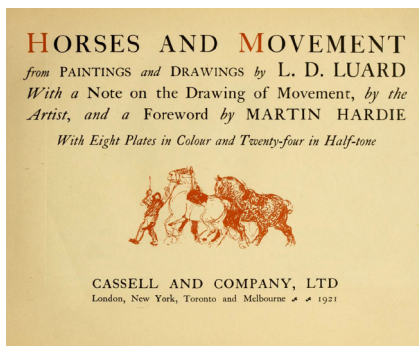 HORSES AND MOVEMENT
from PAINTINGS and DRAWINGS by L. D. LUARD
With a Note on the Drawing of Movement, by the
Artist, and a Foreword by MARTIN HARDIE
With Eight Plates in Colour and Twenty-four in Half-tone
CASSELL AND COMPANY, LTD
London, New York, Toronto and Melbourne 1921